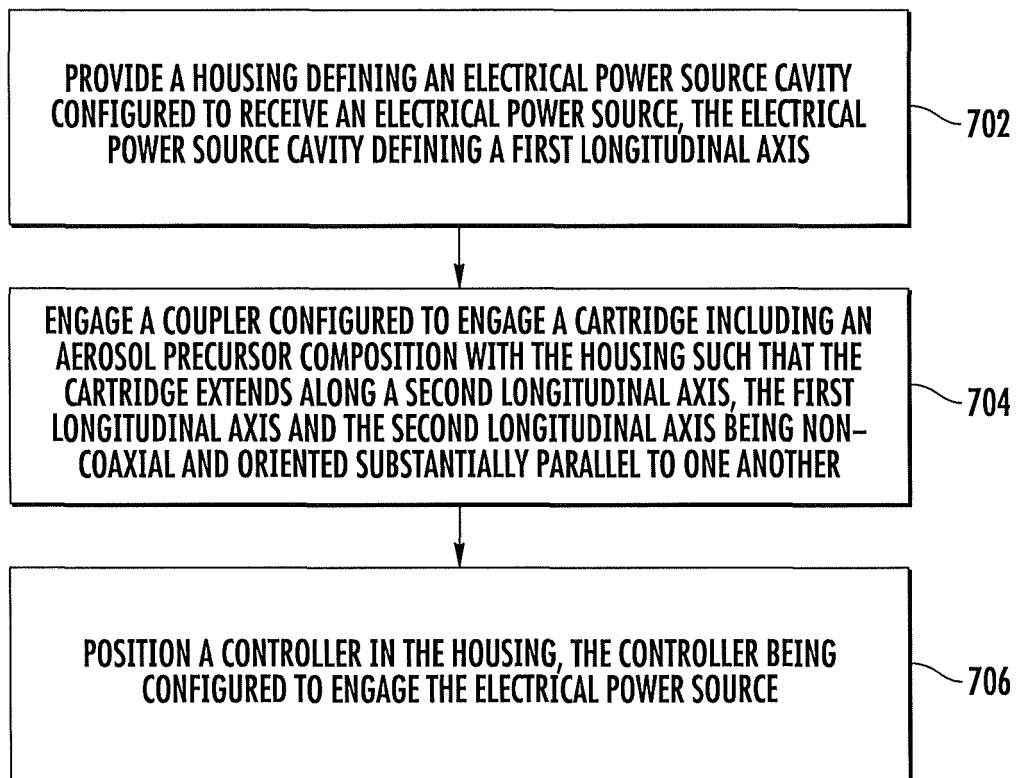 PROVIDE A HOUSING DEFINING AN ELECTRICAL POWER SOURCE CAVITY
CONFIGURED TO RECEIVE AN ELECTRICAL POWER SOURCE, THE ELECTRICAL
POWER SOURCE CAVITY DEFINING A FIRST LONGITUDINAL AXIS
702
ENGAGE A COUPLER CONFIGURED TO ENGAGE A CARTRIDGE INCLUDING AN
AEROSOL PRECURSOR COMPOSITION WITH THE HOUSING SUCH THAT THE
CARTRIDGE EXTENDS ALONG A SECOND LONGITUDINAL AXIS, THE FIRST
LONGITUDINAL AXIS AND THE SECOND LONGITUDINAL AXIS BEING NON–
COAXIAL AND ORIENTED SUBSTANTIALLY PARALLEL TO ONE ANOTHER
704
POSITION A CONTROLLER IN THE HOUSING, THE CONTROLLER BEING
CONFIGURED TO ENGAGE THE ELECTRICAL POWER SOURCE
706